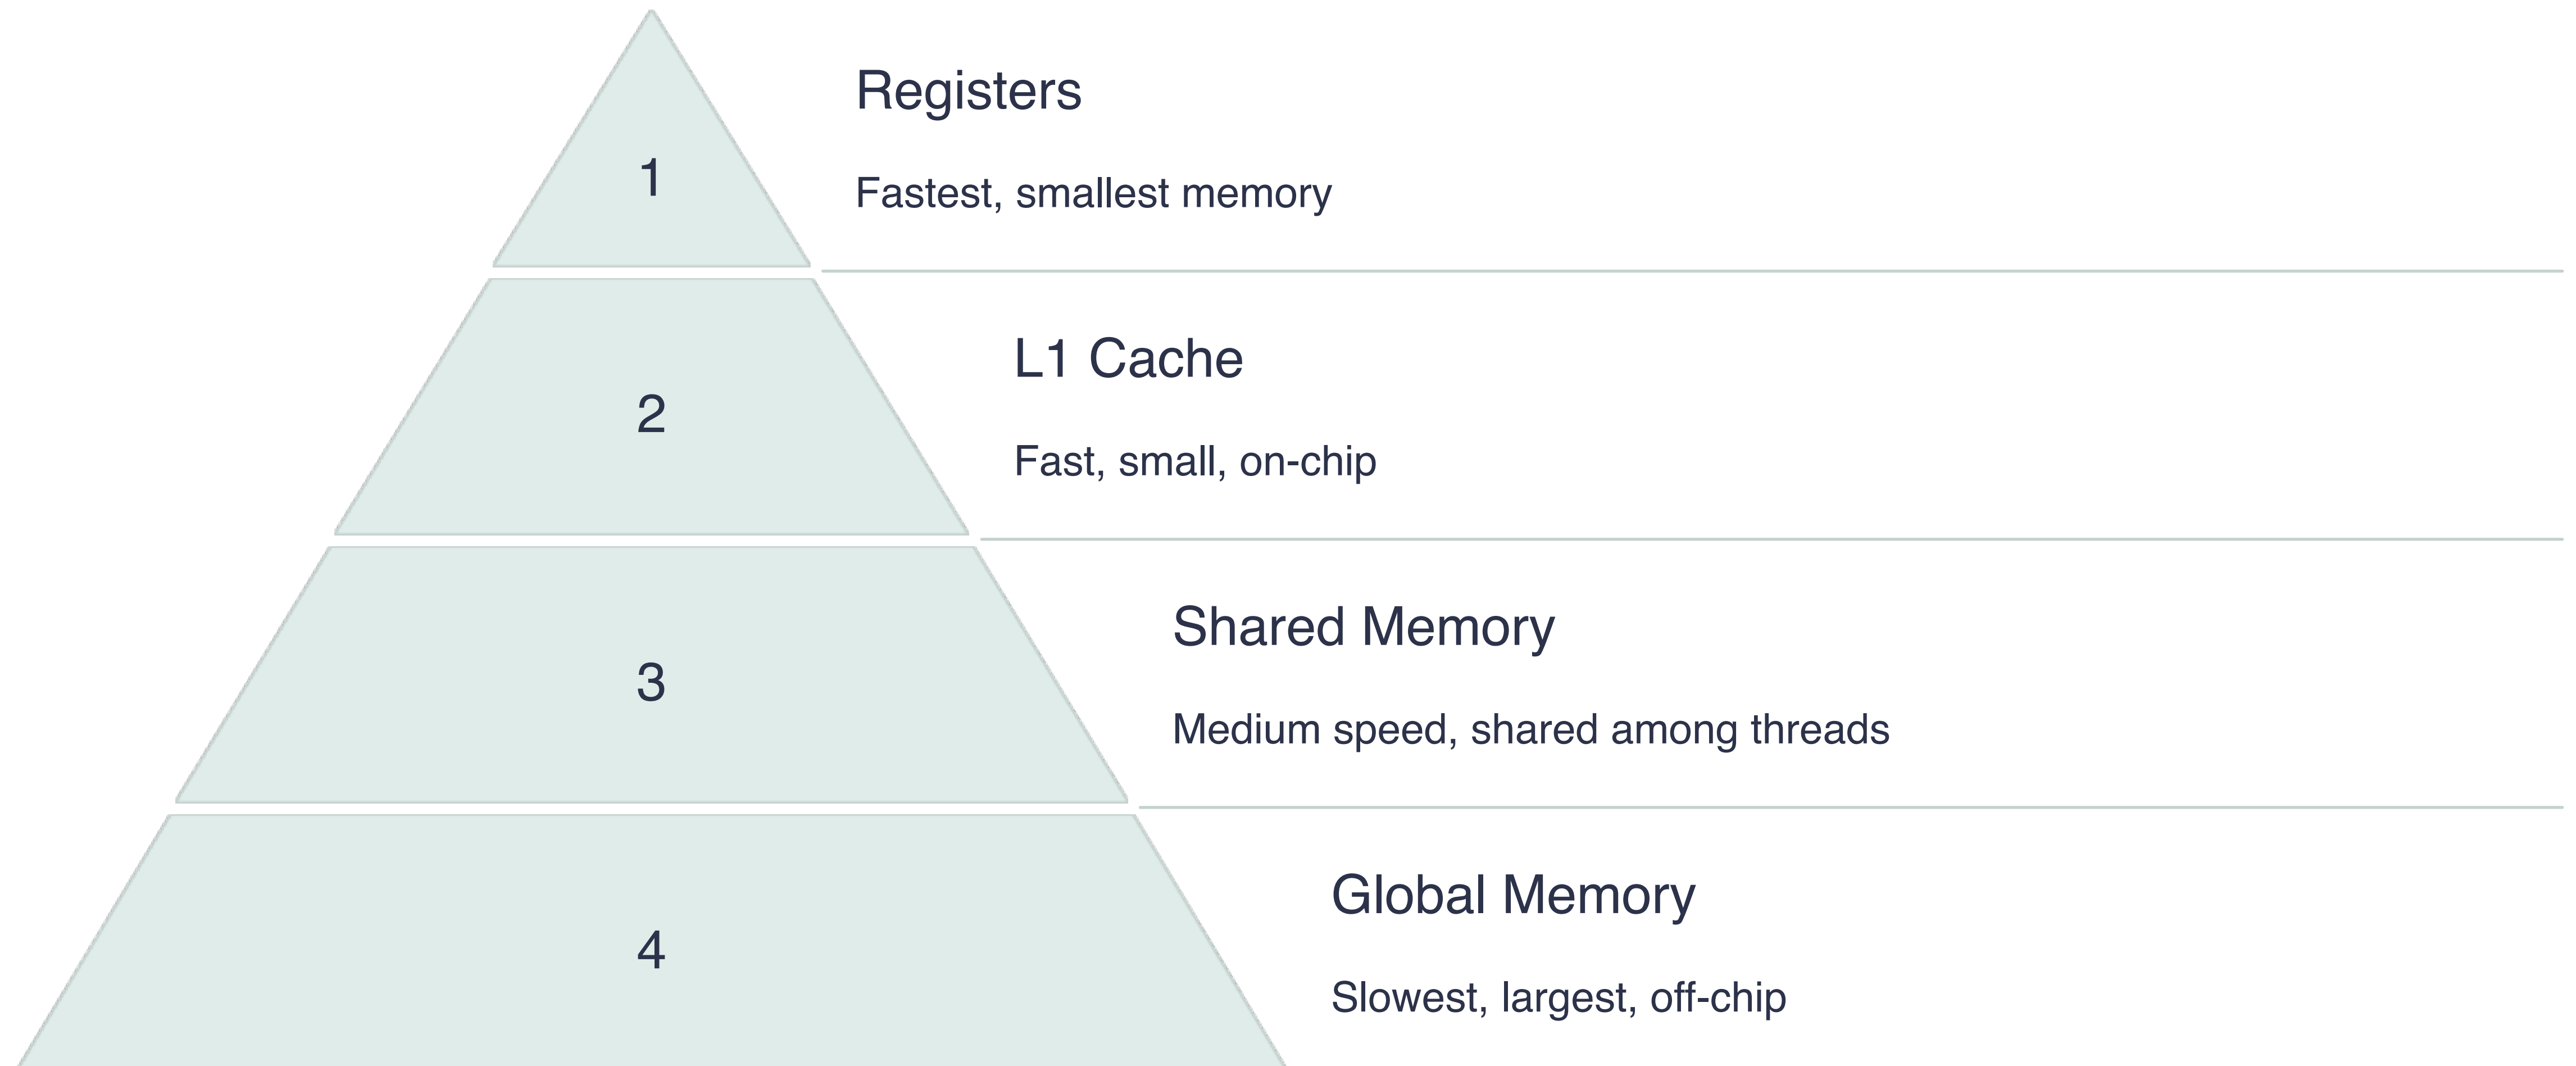 1
Registers
Fastest, smallest memory
2
L1 Cache
Fast, small, on-chip
3
Shared Memory
Medium speed, shared among threads
4
Global Memory
Slowest, largest, off-chip